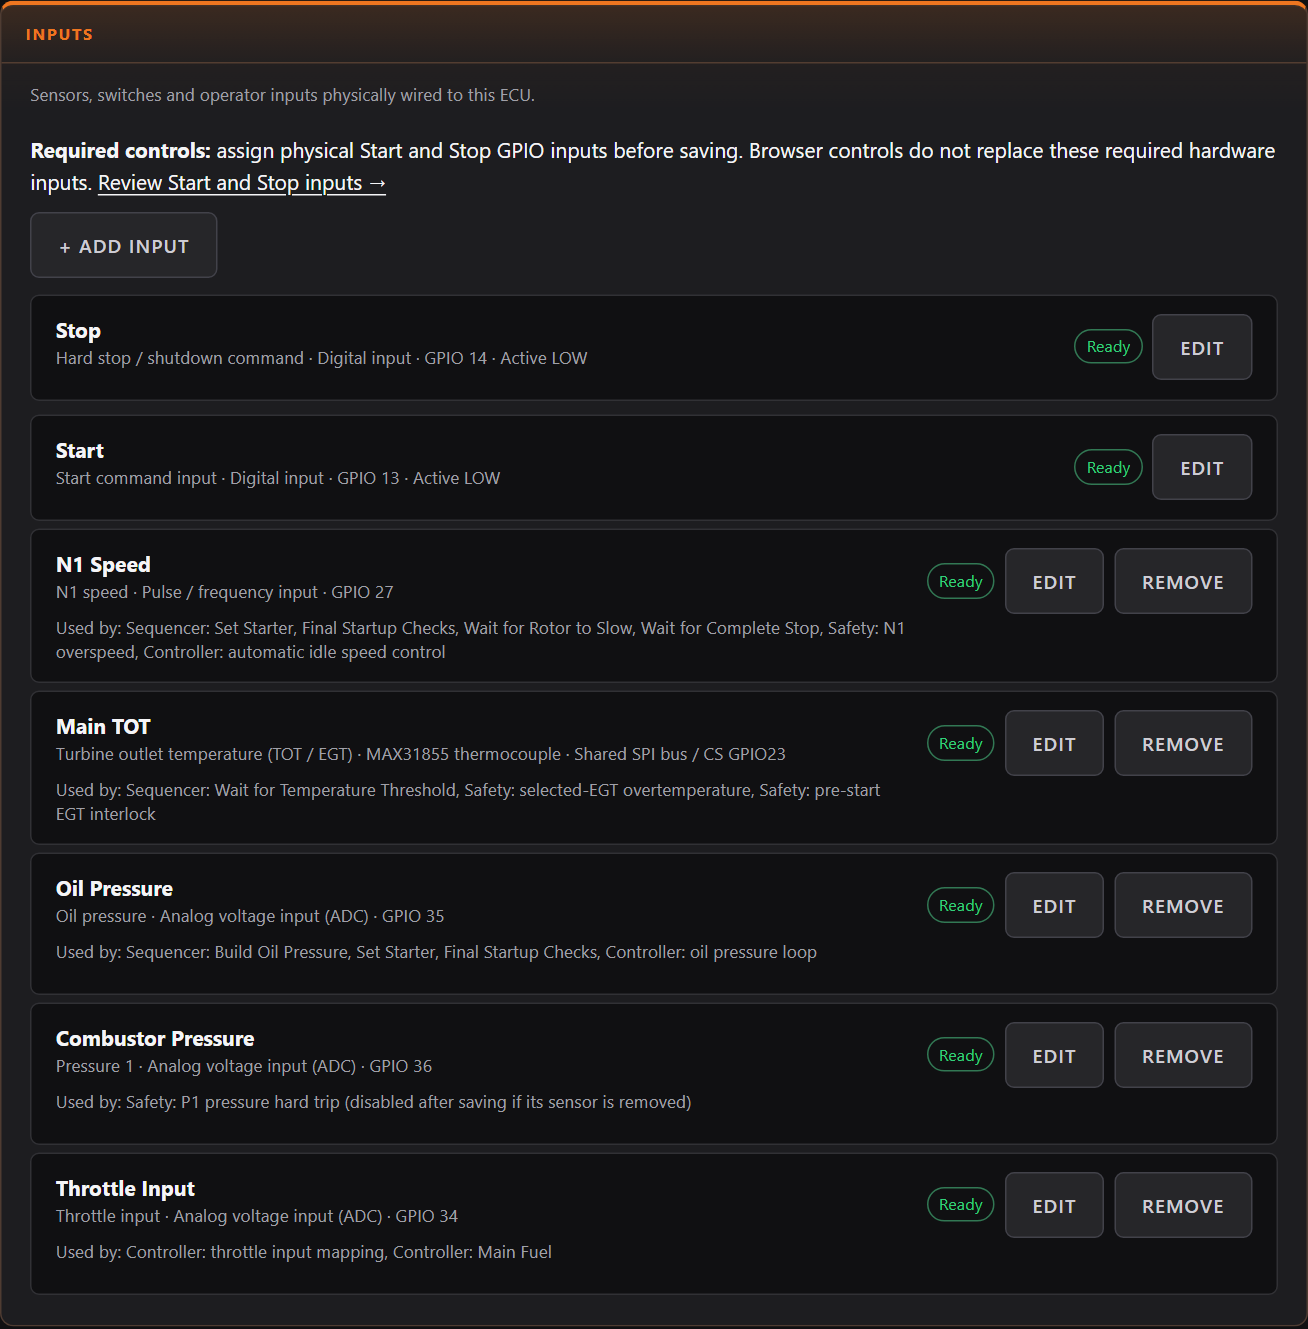 INPUTS
Sensors, switches and operator inputs physically wired to this ECU.
Required controls: assign physical Start and Stop GPIO inputs before saving. Browser controls do not replace these required hardware
inputs. Review Start and Stop inputs →
+ ADD INPUT
Stop
Hard stop / shutdown command · Digital input · GPIO 14 · Active LOW
Ready
EDIT
Start
Start command input · Digital input · GPIO 13 · Active LOW
Ready
EDIT
N1 Speed
N1 speed · Pulse / frequency input · GPIO 27
Used by: Sequencer: Set Starter, Final Startup Checks, Wait for Rotor to Slow, Wait for Complete Stop, Safety: N1
overspeed, Controller: automatic idle speed control
Ready
EDIT
REMOVE
Main TOT
Turbine outlet temperature (TOT / EGT) · MAX31855 thermocouple · Shared SPI bus / CS GPIO23
Used by: Sequencer: Wait for Temperature Threshold, Safety: selected-EGT overtemperature, Safety: pre-start
EGT interlock
Ready
EDIT
REMOVE
Oil Pressure
Oil pressure · Analog voltage input (ADC) · GPIO 35
Used by: Sequencer: Build Oil Pressure, Set Starter, Final Startup Checks, Controller: oil pressure loop
Ready
EDIT
REMOVE
Combustor Pressure
Pressure 1 · Analog voltage input (ADC) · GPIO 36
Used by: Safety: P1 pressure hard trip (disabled after saving if its sensor is removed)
Ready
EDIT
REMOVE
Throttle Input
Throttle input · Analog voltage input (ADC) · GPIO 34
Used by: Controller: throttle input mapping, Controller: Main Fuel
Ready
EDIT
REMOVE